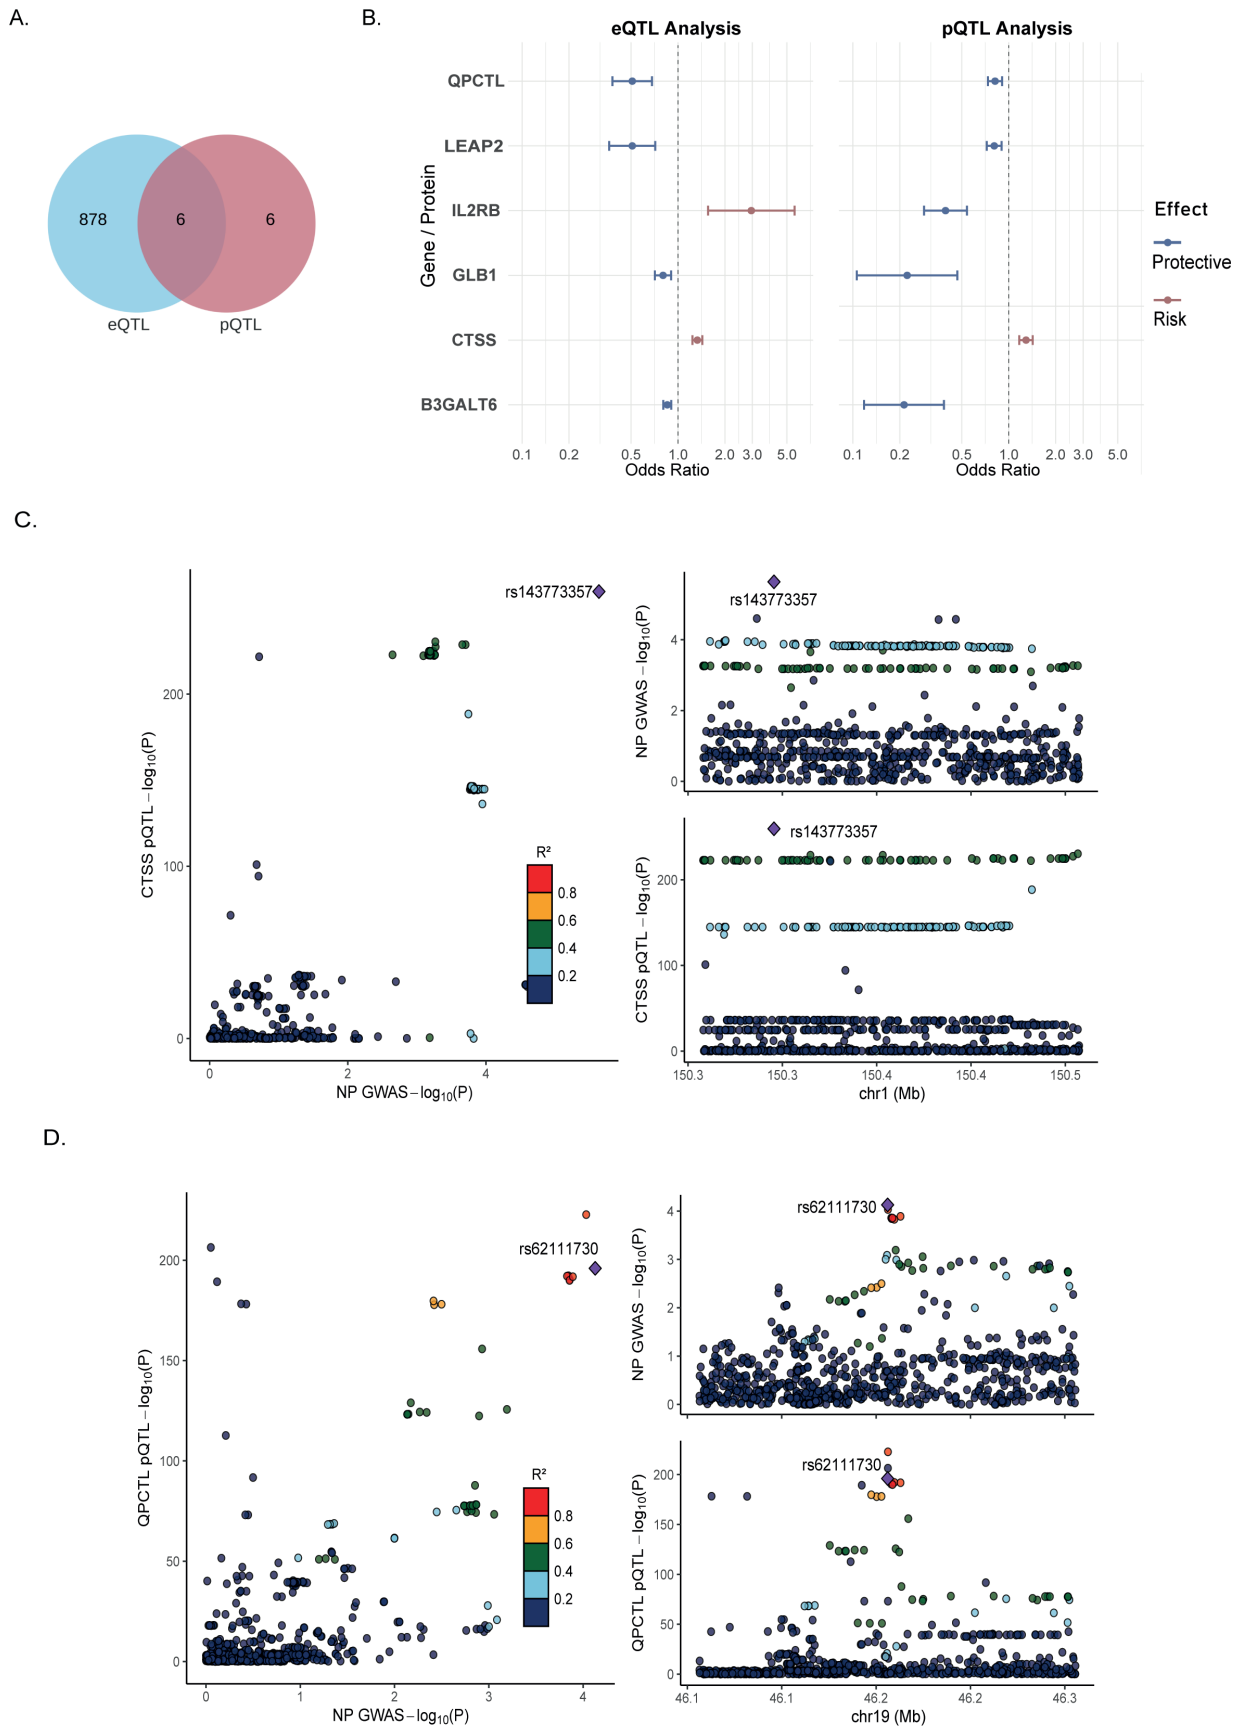 A.
878
6
6
eQTL
pQTL
B.
eQTL Analysis
pQTL Analysis
Gene / Protein
QPCTL
LEAP2
IL2RB
GLB1
CTSS
B3GALT6
0.1 0.2 0.5 1.0 2.0 3.0 5.0
Odds Ratio
0.1 0.2 0.5 1.0 2.0 3.0 5.0
Odds Ratio
Effect
Protective
Risk
C.
rs143773357
CTSS pQTL −log10(P)
200
100
0
0 2 4
NP GWAS−log10(P)
R²
0.8
0.6
0.4
0.2
rs143773357
NP GWAS −log10(P)
4
2
0
rs143773357
CTSS pQTL −log10(P)
200
100
0
150.3 150.3 150.4 150.4 150.5
chr1 (Mb)
D.
rs62111730
QPCTL pQTL −log10(P)
200
150
100
50
0
0 1 2 3 4
NP GWAS−log10(P)
R²
0.8
0.6
0.4
0.2
rs62111730
NP GWAS −log10(P)
4
3
2
1
0
rs62111730
QPCTL pQTL −log10(P)
200
150
100
50
0
46.1 46.1 46.2 46.2 46.3
chr19 (Mb)